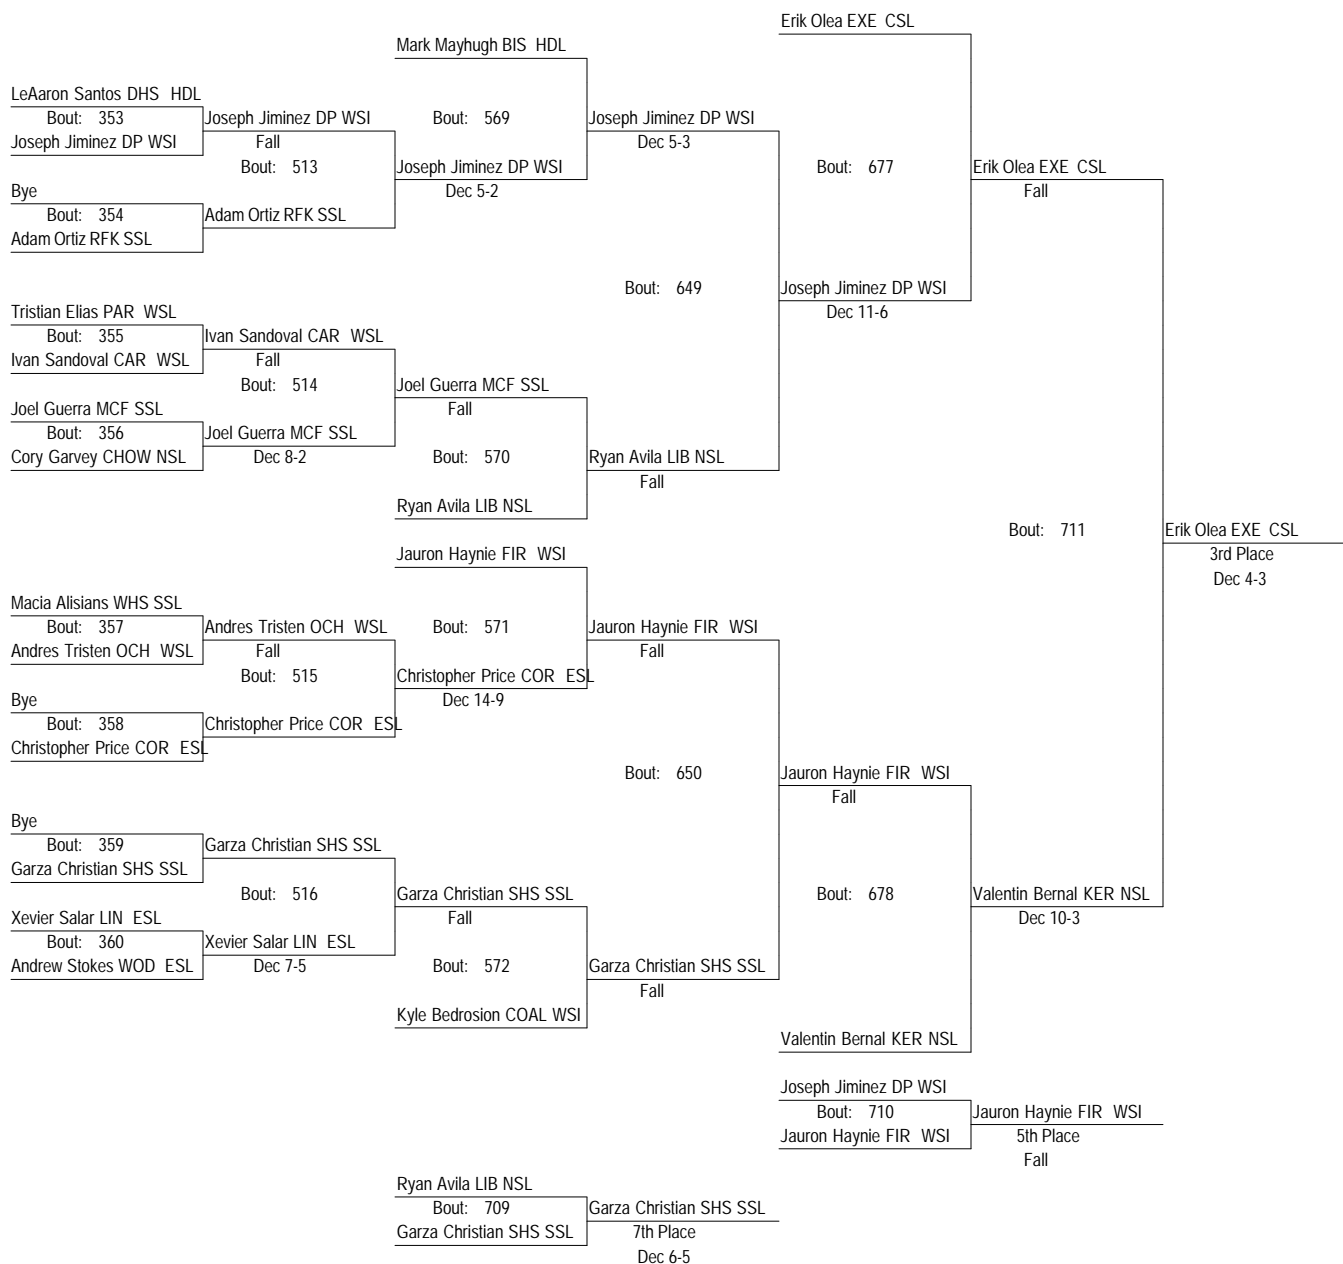 Erik Olea EXE CSL
Mark Mayhugh BIS HDL
LeAaron Santos DHS HDL
Bout: 353
Joseph Jiminez DP WSI
Joseph Jiminez DP WSI
Fall
Bout: 513
Bout: 569
Joseph Jiminez DP WSI
Dec 5-3
Joseph Jiminez DP WSI
Dec 5-2
Bout: 677
Erik Olea EXE CSL
Fall
Bye
Bout: 354
Adam Ortiz RFK SSL
Adam Ortiz RFK SSL
Bout: 649
Joseph Jiminez DP WSI
Dec 11-6
Tristian Elias PAR WSL
Bout: 355
Ivan Sandoval CAR WSL
Ivan Sandoval CAR WSL
Fall
Bout: 514
Joel Guerra MCF SSL
Fall
Joel Guerra MCF SSL
Bout: 356
Cory Garvey CHOW NSL
Joel Guerra MCF SSL
Dec 8-2
Bout: 570
Ryan Avila LIB NSL
Fall
Ryan Avila LIB NSL
Bout: 711
Erik Olea EXE CSL
3rd Place
Dec 4-3
Jauron Haynie FIR WSI
Macia Alisians WHS SSL
Bout: 357
Andres Tristen OCH WSL
Andres Tristen OCH WSL
Fall
Bout: 515
Bout: 571
Jauron Haynie FIR WSI
Fall
Christopher Price COR ESL
Dec 14-9
Bye
Bout: 358
Christopher Price COR ESL
Christopher Price COR ESL
Bout: 650
Jauron Haynie FIR WSI
Fall
Bye
Bout: 359
Garza Christian SHS SSL
Garza Christian SHS SSL
Bout: 516
Garza Christian SHS SSL
Fall
Bout: 678
Valentin Bernal KER NSL
Dec 10-3
Xevier Salar LIN ESL
Bout: 360
Andrew Stokes WOD ESL
Xevier Salar LIN ESL
Dec 7-5
Bout: 572
Garza Christian SHS SSL
Fall
Kyle Bedrosion COAL WSI
Valentin Bernal KER NSL
Joseph Jiminez DP WSI
Bout: 710
Jauron Haynie FIR WSI
Jauron Haynie FIR WSI
5th Place
Fall
Ryan Avila LIB NSL
Bout: 709
Garza Christian SHS SSL
Garza Christian SHS SSL
7th Place
Dec 6-5